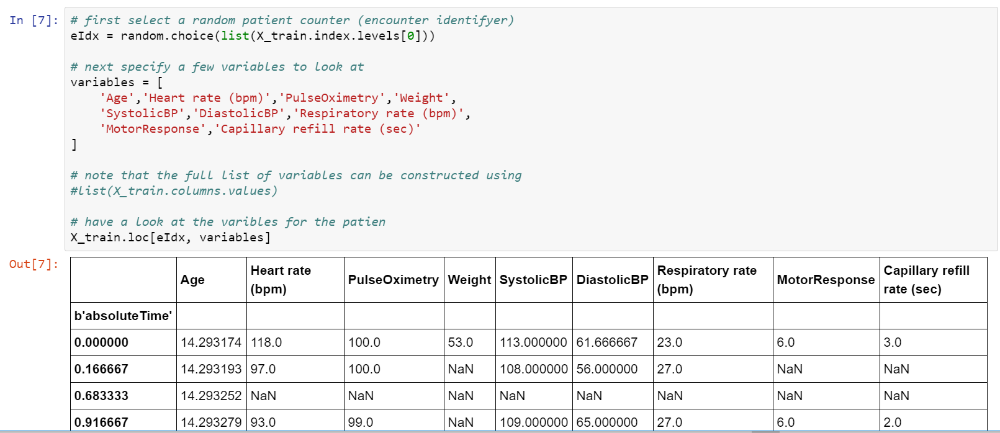 In [7]: # first select a random patient counter (encounter identifyer)
eIdx = random.choice(list(X_train.index.levels[0]))
# next specify a few variables to look at
variables = [
'Age','Heart rate (bpm)','PulseOximetry','Weight',
'SystolicBP','DiastolicBP','Respiratory rate (bpm)',
'MotorResponse','Capillary refill rate (sec)'
]
# note that the full list of variables can be constructed using
#list(X_train.columns.values)
# have a look at the varibles for the patien
X_train.loc[eIdx, variables]
Out[7]:
Age Heart rate (bpm) PulseOximetry Weight SystolicBP DiastolicBP Respiratory rate (bpm) MotorResponse Capillary refill rate (sec)
b'absoluteTime'
0.000000 14.293174 118.0 100.0 53.0 113.000000 61.666667 23.0 6.0 3.0
0.166667 14.293193 97.0 100.0 NaN 108.000000 56.000000 27.0 NaN NaN
0.683333 14.293252 NaN NaN NaN NaN NaN NaN NaN NaN
0.916667 14.293279 93.0 99.0 NaN 109.000000 65.000000 27.0 6.0 2.0